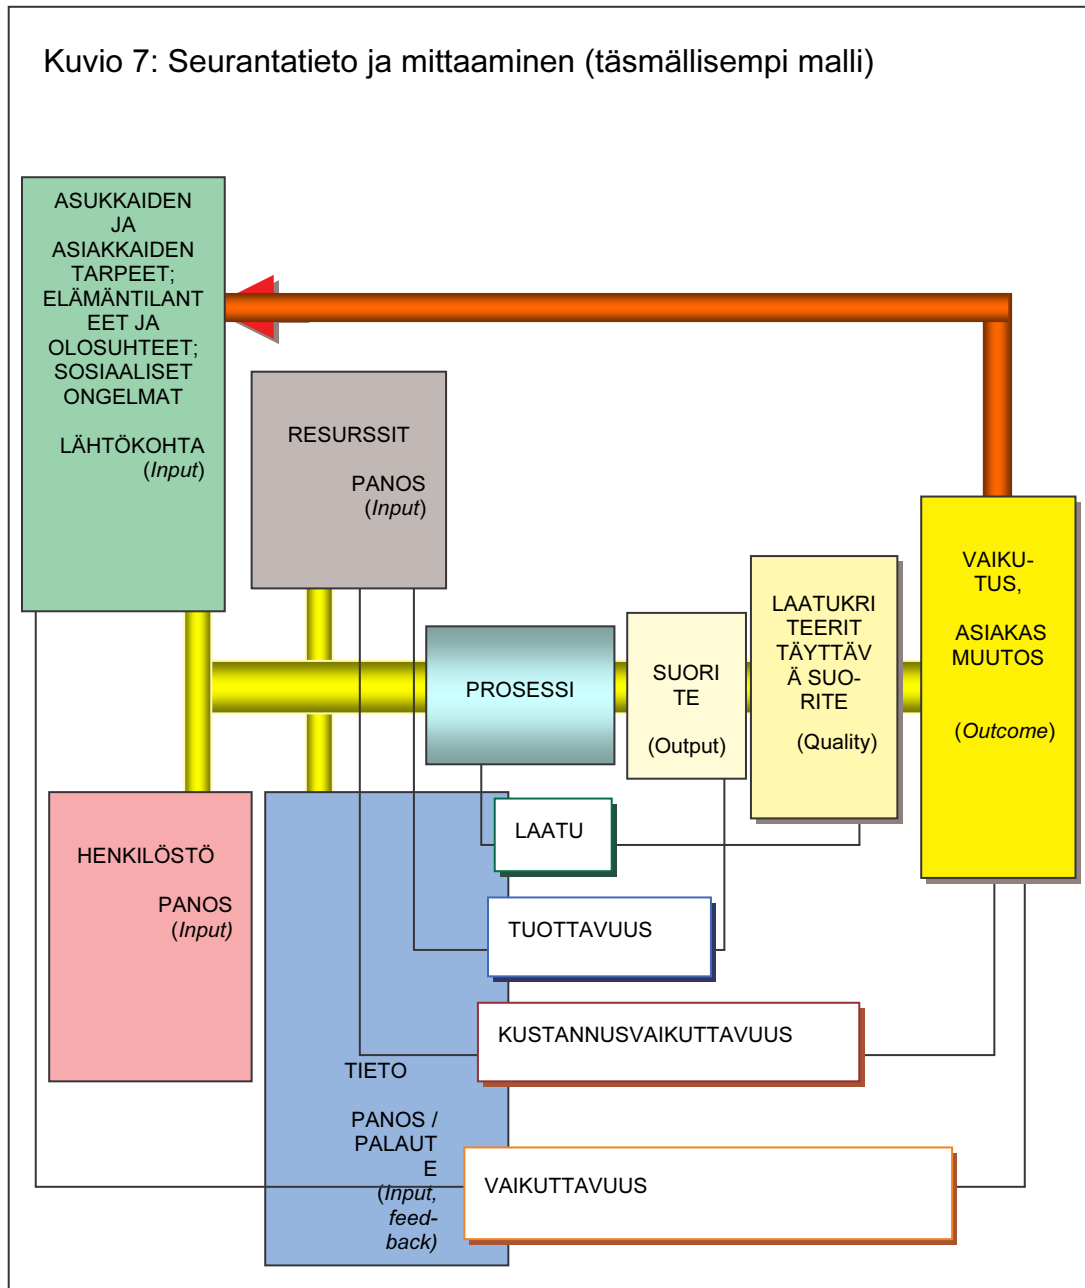 Kuvio 7: Seurantatieto ja mittaaminen (täsmällisempi malli)
ASUKKAIDEN
JA
ASIAKKAIDEN
TARPEET;
ELÄMÄNTILANT
EET JA
OLOSUHTEET;
SOSIAALISET
ONGELMAT
LÄHTÖKOHTA
(Input)
RESURSSIT
PANOS
(Input)
PROSESSI
SUORI
TE
(Output)
LAATUKRI
TEERIT
TÄYTTÄV
Ä SUO-
RITE
(Quality)
VAIKU-
TUS,
ASIAKAS
MUUTOS
(Outcome)
HENKILÖSTÖ
PANOS
(Input)
LAATU
TUOTTAVUUS
KUSTANNUSVAIKUTTAVUUS
TIETO
PANOS /
PALAUT
E
(Input,
feed-
back)
VAIKUTTAVUUS